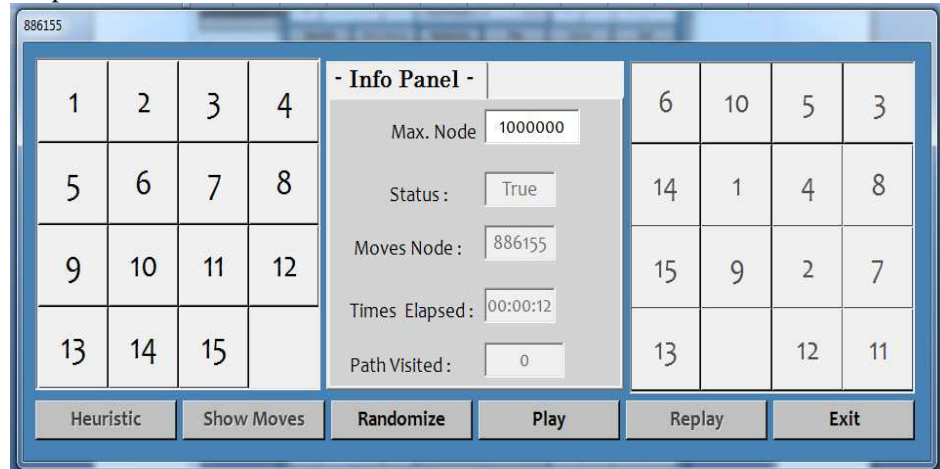 886155
1 2 3 4
5 6 7 8
9 10 11 12
13 14 15
- Info Panel -
Max. Node 1000000
Status : True
Moves Node : 886155
Times Elapsed : 00:00:12
Path Visited : 0
6 10 5 3
14 1 4 8
15 9 2 7
13 12 11
Heuristic Show Moves Randomize Play Replay Exit